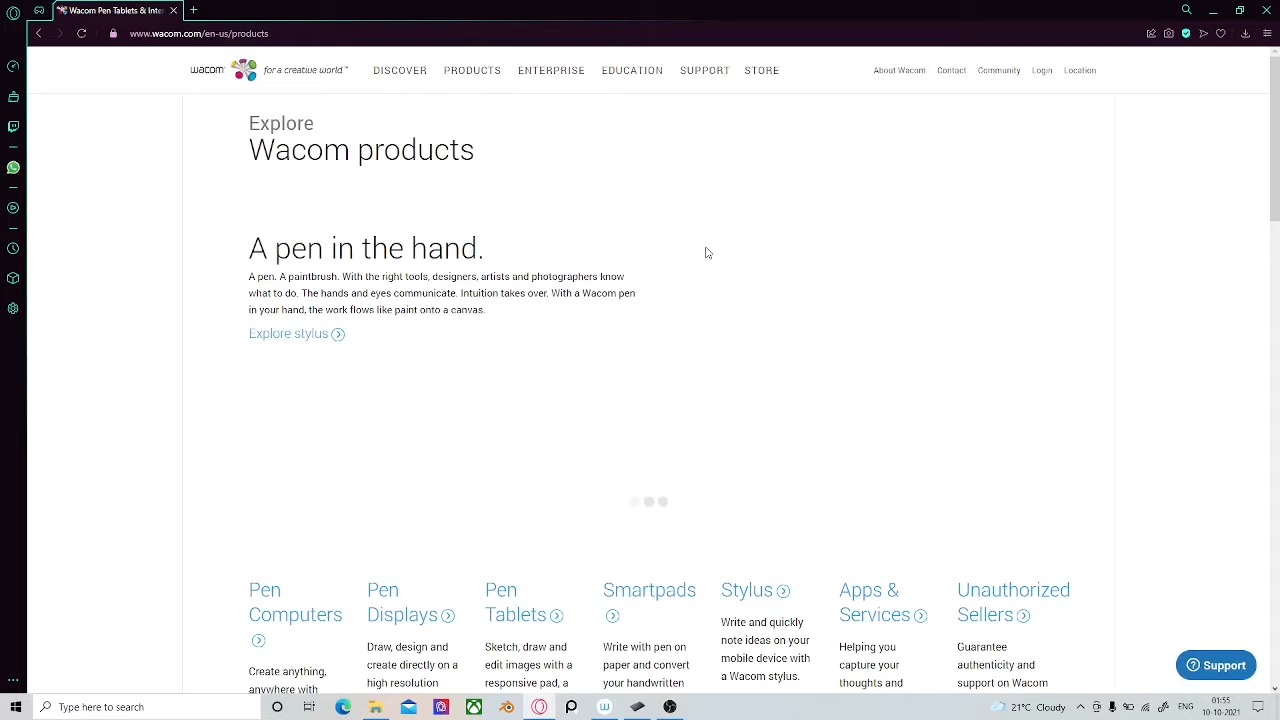 Wacom Pen Tablets & Inte
www.wacom.com/en-us/products
wacom for a creative world™ DISCOVER PRODUCTS ENTERPRISE EDUCATION SUPPORT STORE About Wacom Contact Community Login Location
Explore
Wacom products
A pen in the hand.
A pen. A paintbrush. With the right tools, designers, artists and photographers know
what to do. The hands and eyes communicate. Intuition takes over. With a Wacom pen
in your hand, the work flows like paint onto a canvas.
Explore stylus
Pen
Computers
Create anything,
anywhere with
Pen
Displays
Draw, design and
create directly on a
high resolution
Pen
Tablets
Sketch, draw and
edit images with a
responsive pad, a
Smartpads
Write with pen on
paper and convert
your handwritten
Stylus
Write and quickly
note ideas on your
mobile device with
a Wacom stylus.
Apps &
Services
Helping you
capture your
thoughts and
Unauthorized
Sellers
Guarantee
authenticity and
support on Wacom
Support
Type here to search
21°C Cloudy
ENG
01:55
10-10-2021